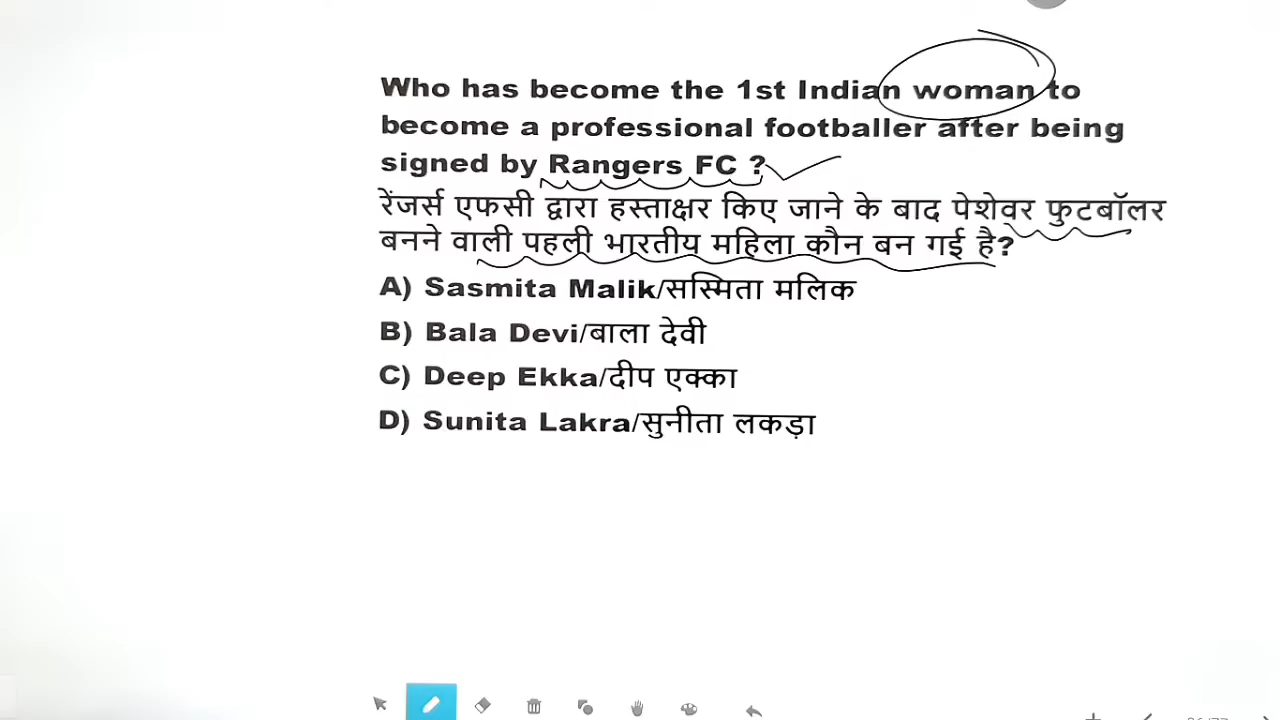 Who has become the 1st Indian woman to
become a professional footballer after being
signed by Rangers FC ?
रेंजर्स एफसी द्वारा हस्ताक्षर किए जाने के बाद पेशेवर फुटबॉलर
बनने वाली पहली भारतीय महिला कौन बन गई है?
A) Sasmita Malik/सस्मिता मलिक
B) Bala Devi/बाला देवी
C) Deep Ekka/दीप एक्का
D) Sunita Lakra/सुनीता लकड़ा